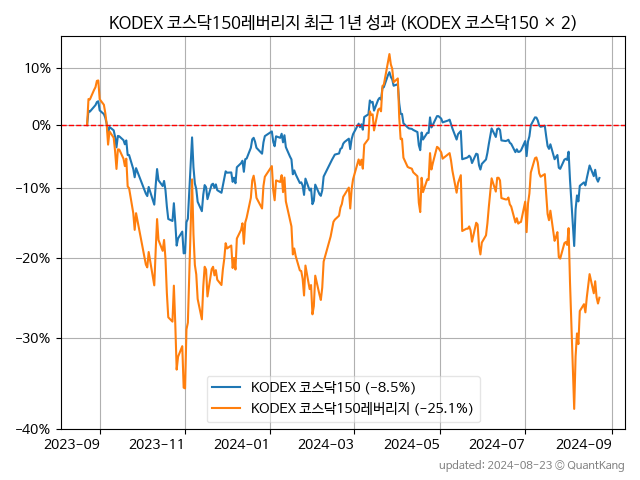 KODEX 코스닥150레버리지 최근 1년 성과 (KODEX 코스닥150 × 2)
10%
0%
−10%
−20%
−30%
−40%
KODEX 코스닥150 (−8.5%)
KODEX 코스닥150레버리지 (−25.1%)
2023-09 2023-11 2024-01 2024-03 2024-05 2024-07 2024-09
updated: 2024-08-23 © QuantKang